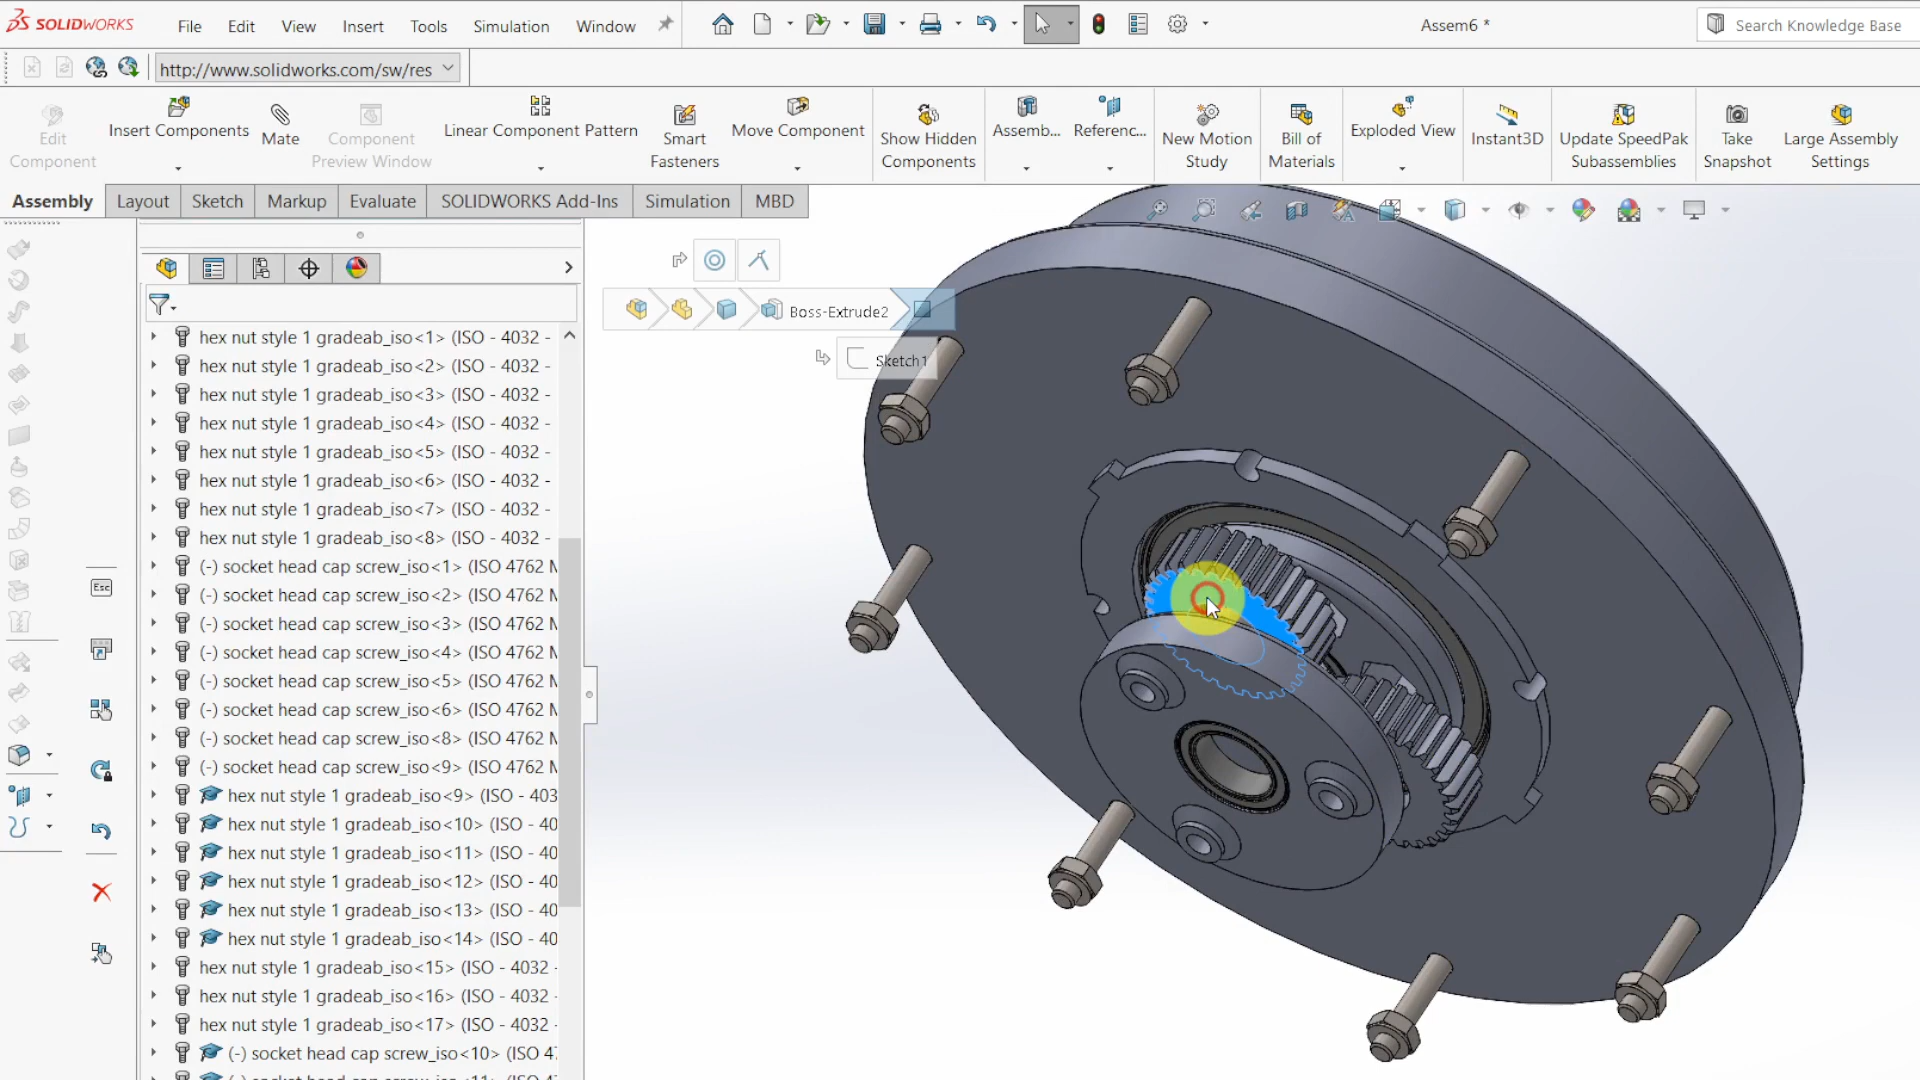 SOLIDWORKS
File Edit View Insert Tools Simulation Window
Assem6 *
Search Knowledge Base
http://www.solidworks.com/sw/res
Edit Component
Insert Components
Mate
Component Preview Window
Linear Component Pattern
Smart Fasteners
Move Component
Show Hidden Components
Assemb...
Referenc...
New Motion Study
Bill of Materials
Exploded View
Instant3D
Update SpeedPak Subassemblies
Take Snapshot
Large Assembly Settings
Assembly Layout Sketch Markup Evaluate SOLIDWORKS Add-Ins Simulation MBD
Boss-Extrude2
Sketch1
hex nut style 1 gradeab_iso<1> (ISO - 4032 -
hex nut style 1 gradeab_iso<2> (ISO - 4032 -
hex nut style 1 gradeab_iso<3> (ISO - 4032 -
hex nut style 1 gradeab_iso<4> (ISO - 4032 -
hex nut style 1 gradeab_iso<5> (ISO - 4032 -
hex nut style 1 gradeab_iso<6> (ISO - 4032 -
hex nut style 1 gradeab_iso<7> (ISO - 4032 -
hex nut style 1 gradeab_iso<8> (ISO - 4032 -
(-) socket head cap screw_iso<1> (ISO 4762 M
(-) socket head cap screw_iso<2> (ISO 4762 M
(-) socket head cap screw_iso<3> (ISO 4762 M
(-) socket head cap screw_iso<4> (ISO 4762 M
(-) socket head cap screw_iso<5> (ISO 4762 M
(-) socket head cap screw_iso<6> (ISO 4762 M
(-) socket head cap screw_iso<8> (ISO 4762 M
(-) socket head cap screw_iso<9> (ISO 4762 M
hex nut style 1 gradeab_iso<9> (ISO - 403
hex nut style 1 gradeab_iso<10> (ISO - 40
hex nut style 1 gradeab_iso<11> (ISO - 40
hex nut style 1 gradeab_iso<12> (ISO - 40
hex nut style 1 gradeab_iso<13> (ISO - 40
hex nut style 1 gradeab_iso<14> (ISO - 40
hex nut style 1 gradeab_iso<15> (ISO - 4032 -
hex nut style 1 gradeab_iso<16> (ISO - 4032 -
hex nut style 1 gradeab_iso<17> (ISO - 4032 -
(-) socket head cap screw_iso<10> (ISO 4
Esc